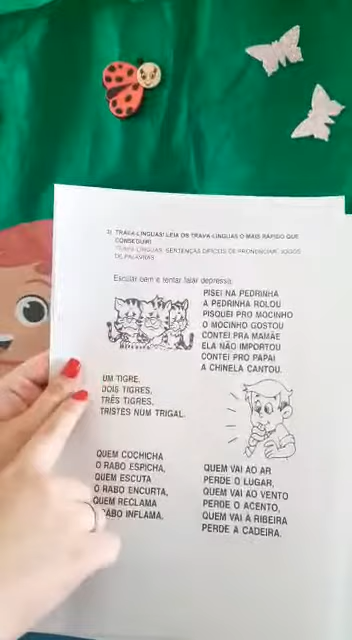 3) TRAVA-LÍNGUAS! LEIA OS TRAVA-LÍNGUAS O MAIS RÁPIDO QUE
CONSEGUIR!
TRAVA-LÍNGUAS: SENTENÇAS DIFÍCEIS DE PRONUNCIAR, JOGOS
DE PALAVRAS.
Escutar bem e tentar falar depressa:
PISEI NA PEDRINHA
A PEDRINHA ROLOU
PISQUEI PRO MOCINHO
O MOCINHO GOSTOU
CONTEI PRA MAMÃE
ELA NÃO IMPORTOU
CONTEI PRO PAPAI
A CHINELA CANTOU.
UM TIGRE,
DOIS TIGRES,
TRÊS TIGRES,
TRISTES NUM TRIGAL.
QUEM COCHICHA
O RABO ESPICHA,
QUEM ESCUTA
O RABO ENCURTA,
QUEM RECLAMA
RABO INFLAMA.
QUEM VAI AO AR
PERDE O LUGAR,
QUEM VAI AO VENTO
PERDE O ACENTO,
QUEM VAI À RIBEIRA
PERDE A CADEIRA.